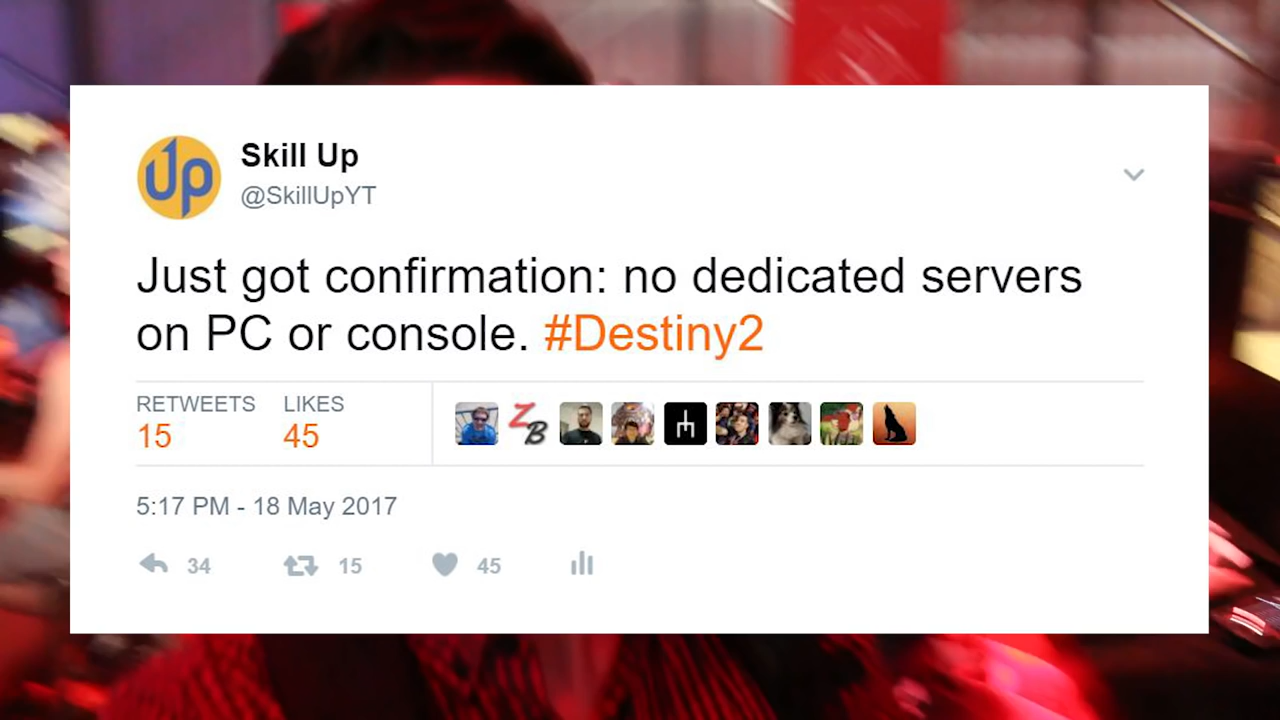 Up
Skill Up
@SkillUpYT
Just got confirmation: no dedicated servers
on PC or console. #Destiny2
RETWEETS LIKES
15 45
ZB
5:17 PM - 18 May 2017
34 15 45